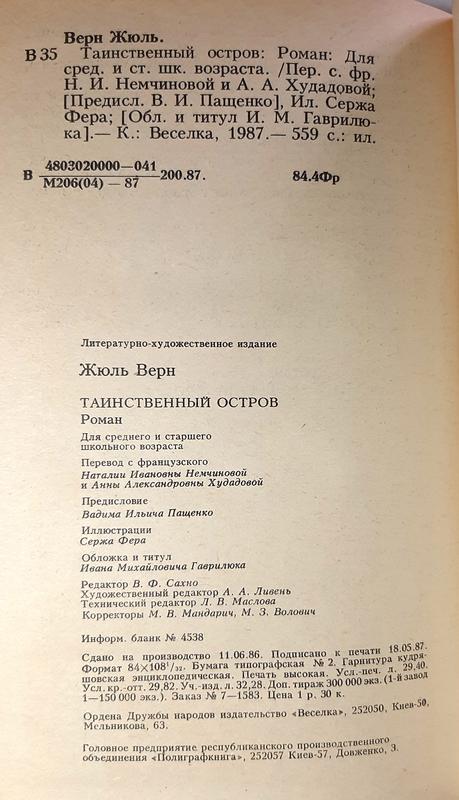 Верн Жюль.
В 35 Таинственный остров: Роман: Для
сред. и ст. шк. возраста. /Пер. с. фр.
Н. И. Немчиновой и А. А. Худадовой;
[Предисл. В. И. Пащенко], Ил. Сержа
Фера; [Обл. и титул И. М. Гаврилю-
ка].— К.: Веселка, 1987.— 559 с.: ил.
В 4803020000—041
М206(04) — 87 200.87. 84.4Фр
Литературно-художественное издание
Жюль Верн
ТАИНСТВЕННЫЙ ОСТРОВ
Роман
Для среднего и старшего
школьного возраста
Перевод с французского
Наталии Ивановны Немчиновой
и Анны Александровны Худадовой
Предисловие
Вадима Ильича Пащенко
Иллюстрации
Сержа Фера
Обложка и титул
Ивана Михайловича Гаврилюка
Редактор В. Ф. Сахно
Художественный редактор А. А. Ливень
Технический редактор Л. В. Маслова
Корректоры М. В. Мандарич, М. З. Волович
Информ. бланк № 4538
Сдано на производство 11.06.86. Подписано к печати 18.05.87.
Формат 84×108¹/₃₂. Бумага типографская № 2. Гарнитура кудря-
шовская энциклопедическая. Печать высокая. Усл.-печ. л. 29,40.
Усл. кр.-отт. 29,82. Уч.-изд. л. 32,28. Доп. тираж 300 000 экз. (1-й завод
1—150 000 экз.). Заказ № 7—1583. Цена 1 р. 30 к.
Ордена Дружбы народов издательство «Веселка», 252050, Киев-50,
Мельникова, 63.
Головное предприятие республиканского производственного
объединения «Полиграфкнига», 252057 Киев-57, Довженко, 3.